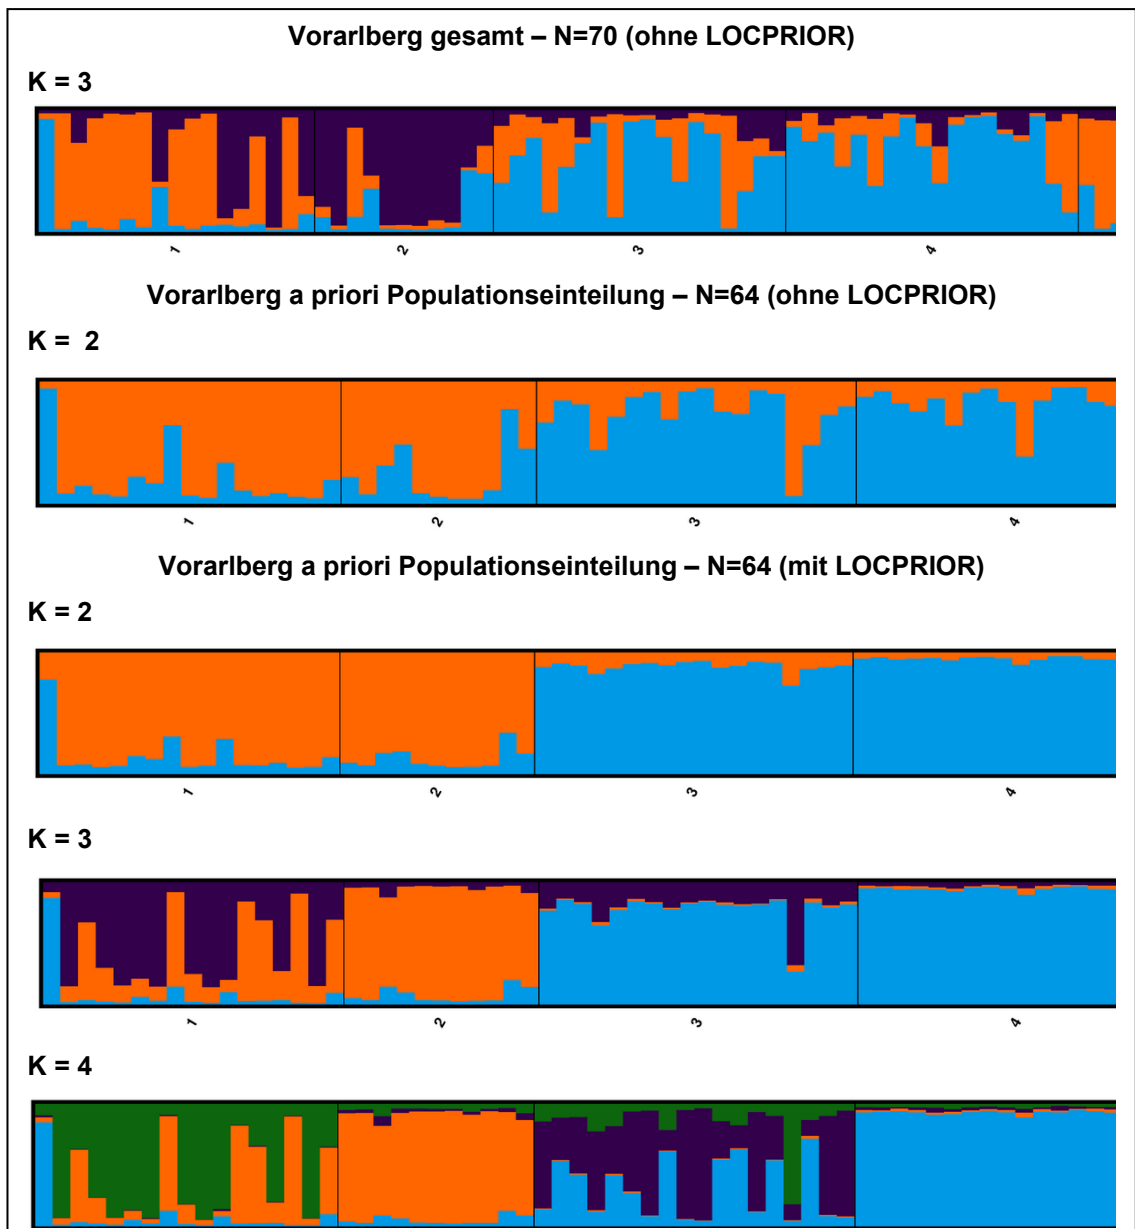 Vorarlberg gesamt – N=70 (ohne LOCPRIOR)
K = 3
1 2 3 4
Vorarlberg a priori Populationseinteilung – N=64 (ohne LOCPRIOR)
K = 2
1 2 3 4
Vorarlberg a priori Populationseinteilung – N=64 (mit LOCPRIOR)
K = 2
1 2 3 4
K = 3
1 2 3 4
K = 4